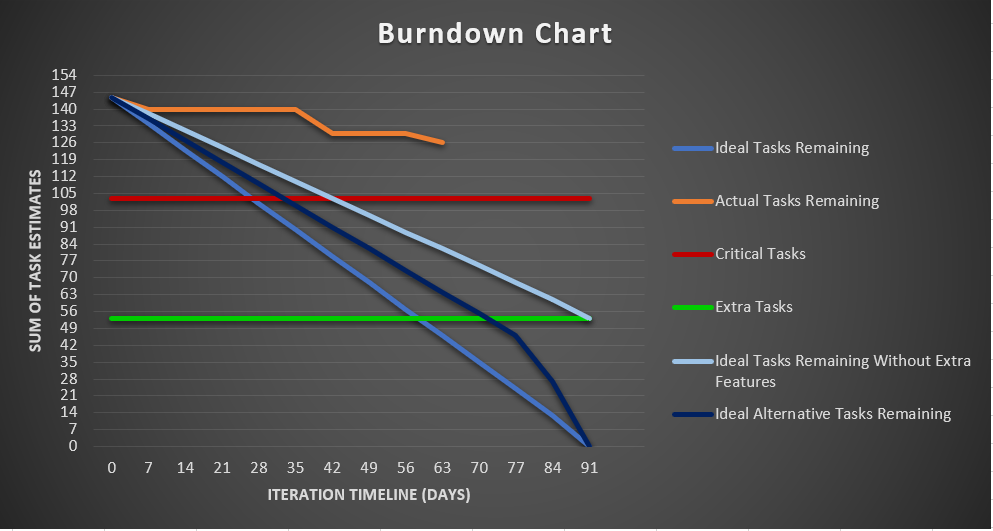 Burndown Chart
154
147
140
133
126
119
112
105
98
91
84
77
70
63
56
49
42
35
28
21
14
7
0
SUM OF TASK ESTIMATES
0 7 14 21 28 35 42 49 56 63 70 77 84 91
ITERATION TIMELINE (DAYS)
Ideal Tasks Remaining
Actual Tasks Remaining
Critical Tasks
Extra Tasks
Ideal Tasks Remaining Without Extra
Features
Ideal Alternative Tasks Remaining